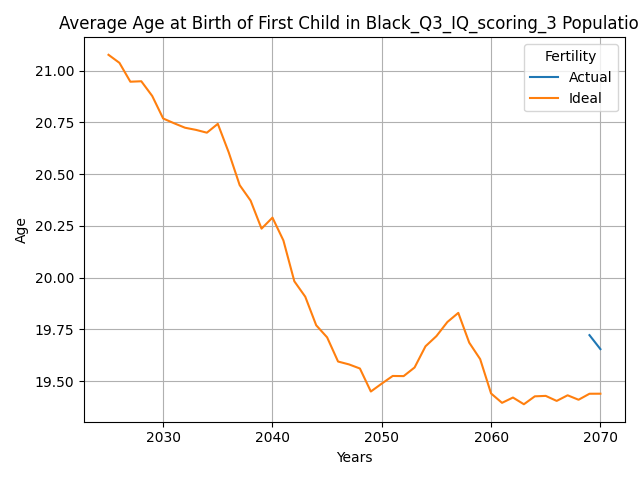 Average Age at Birth of First Child in Black_Q3_IQ_scoring_3 Populatio
Fertility
Actual
Ideal
21.00
20.75
20.50
20.25
20.00
19.75
19.50
Age
2030
2040
2050
2060
2070
Years